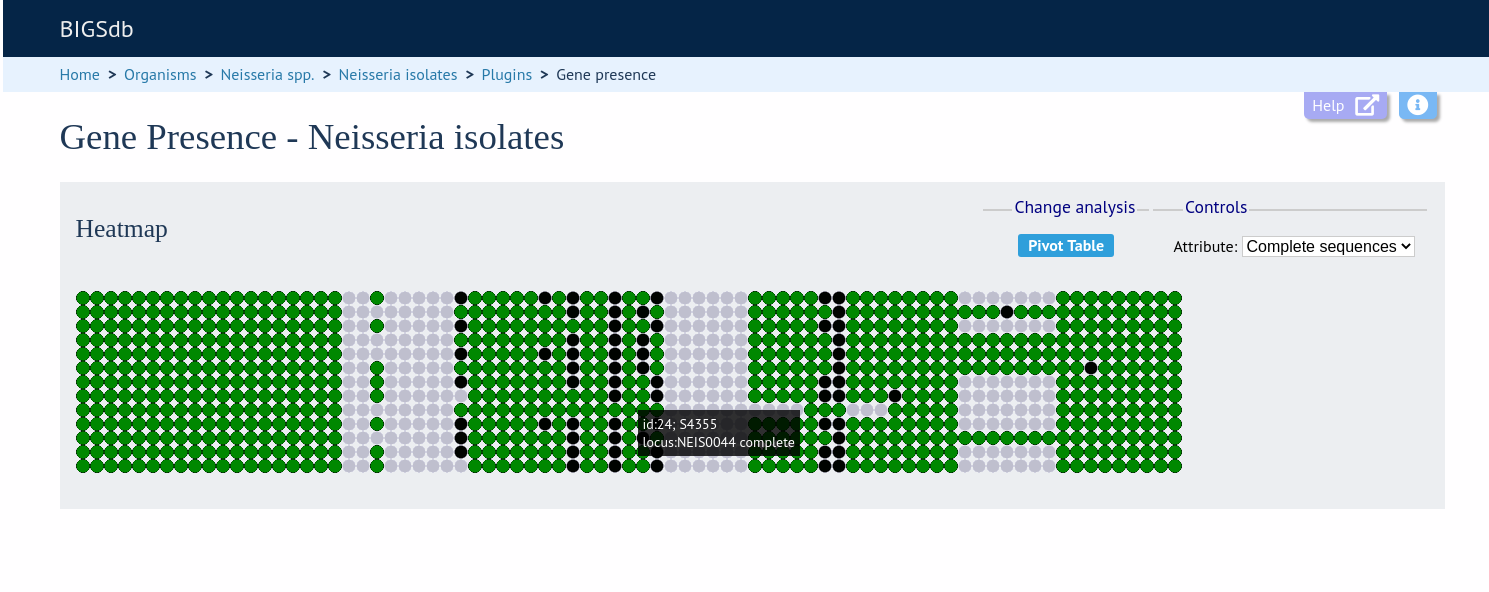 BIGSdb
Home > Organisms > Neisseria spp. > Neisseria isolates > Plugins > Gene presence
Help
Gene Presence - Neisseria isolates
Change analysis
Controls
Heatmap
Pivot Table
Attribute: Complete sequences
id:24; S4355
locus:NEIS0044 complete